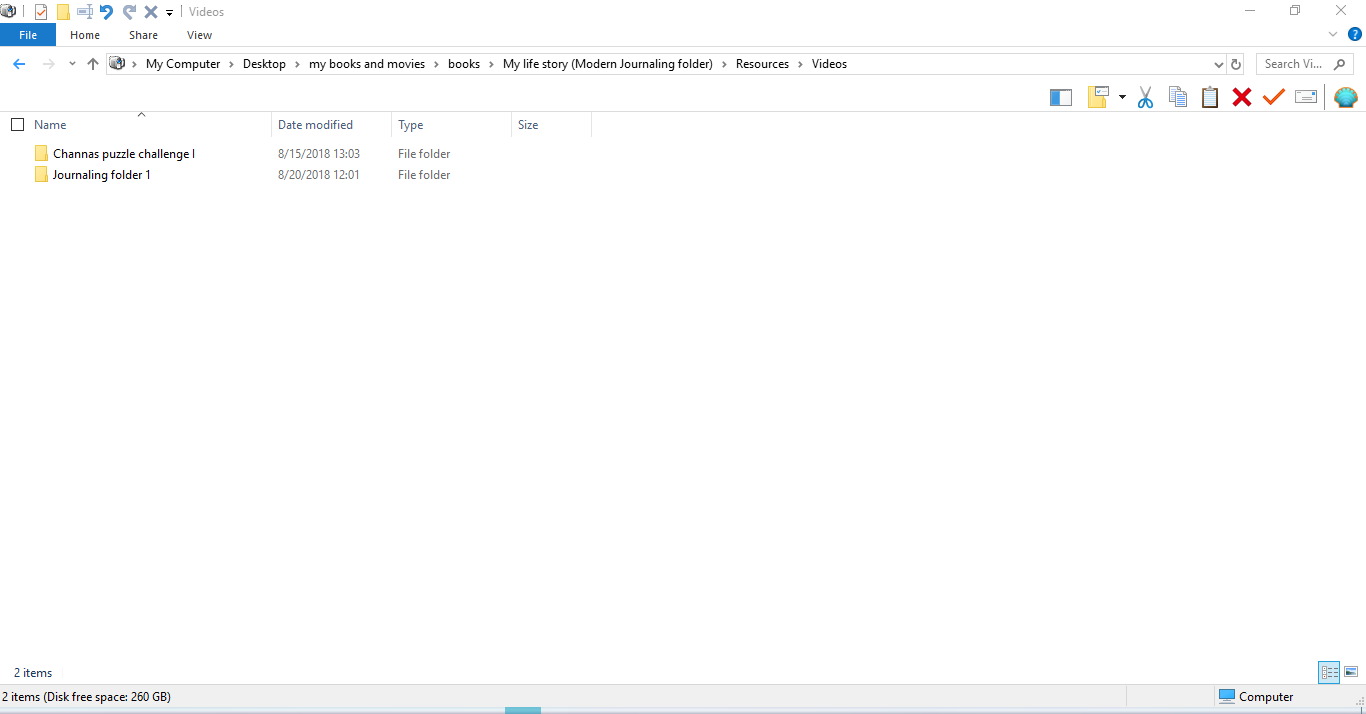 Videos
File Home Share View
My Computer Desktop my books and movies books My life story (Modern Journaling folder) Resources Videos Search Vi...
Name Date modified Type Size
Channas puzzle challenge I 8/15/2018 13:03 File folder
Journaling folder 1 8/20/2018 12:01 File folder
2 items
2 items (Disk free space: 260 GB) Computer